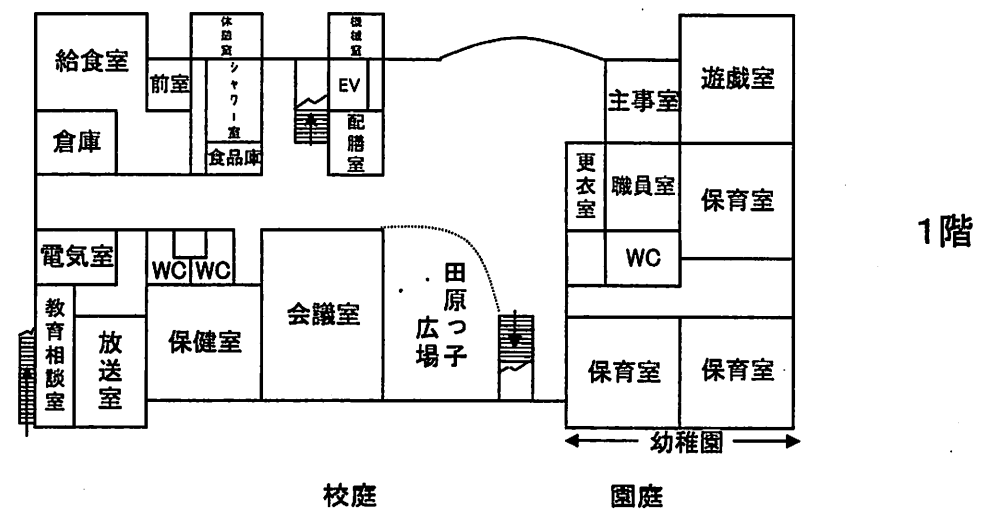 給食室
前室
休憩室
シャワー室
食品庫
機械室
EV
配膳室
倉庫
主事室
遊戯室
更衣室
職員室
保育室
WC
1階
電気室
WC
WC
教育相談室
放送室
保健室
会議室
田原っ子
広場
保育室
保育室
幼稚園
校庭
園庭